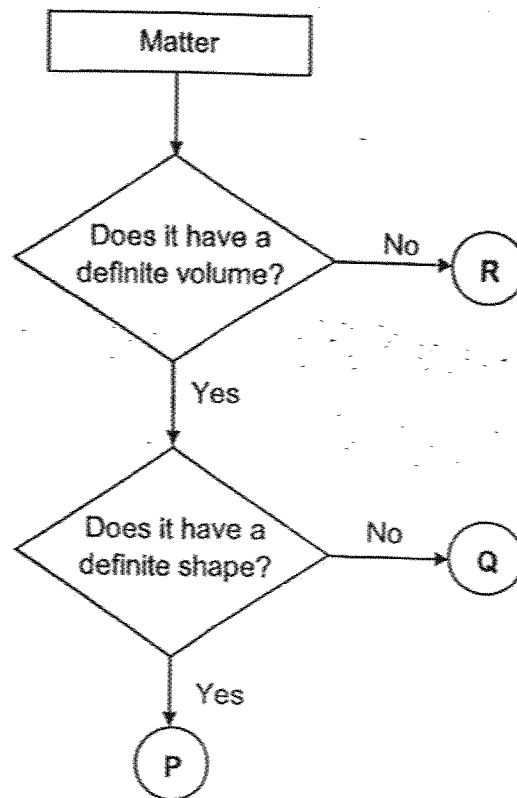 Matter
Does it have a
definite volume?
No
R
Yes
Does it have a
definite shape?
No
Q
Yes
P